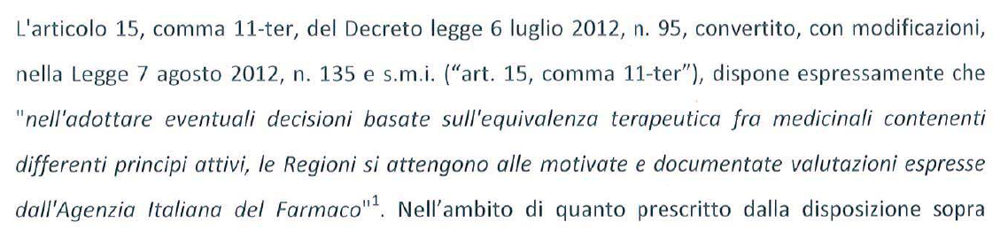 L'articolo 15, comma 11-ter, del Decreto legge 6 luglio 2012, n. 95, convertito, con modificazioni,
nella Legge 7 agosto 2012, n. 135 e s.m.i. (“art. 15, comma 11-ter”), dispone espressamente che
"nell'adottare eventuali decisioni basate sull'equivalenza terapeutica fra medicinali contenenti
differenti principi attivi, le Regioni si attengono alle motivate e documentate valutazioni espresse
dall'Agenzia Italiana del Farmaco"¹. Nell’ambito di quanto prescritto dalla disposizione sopra